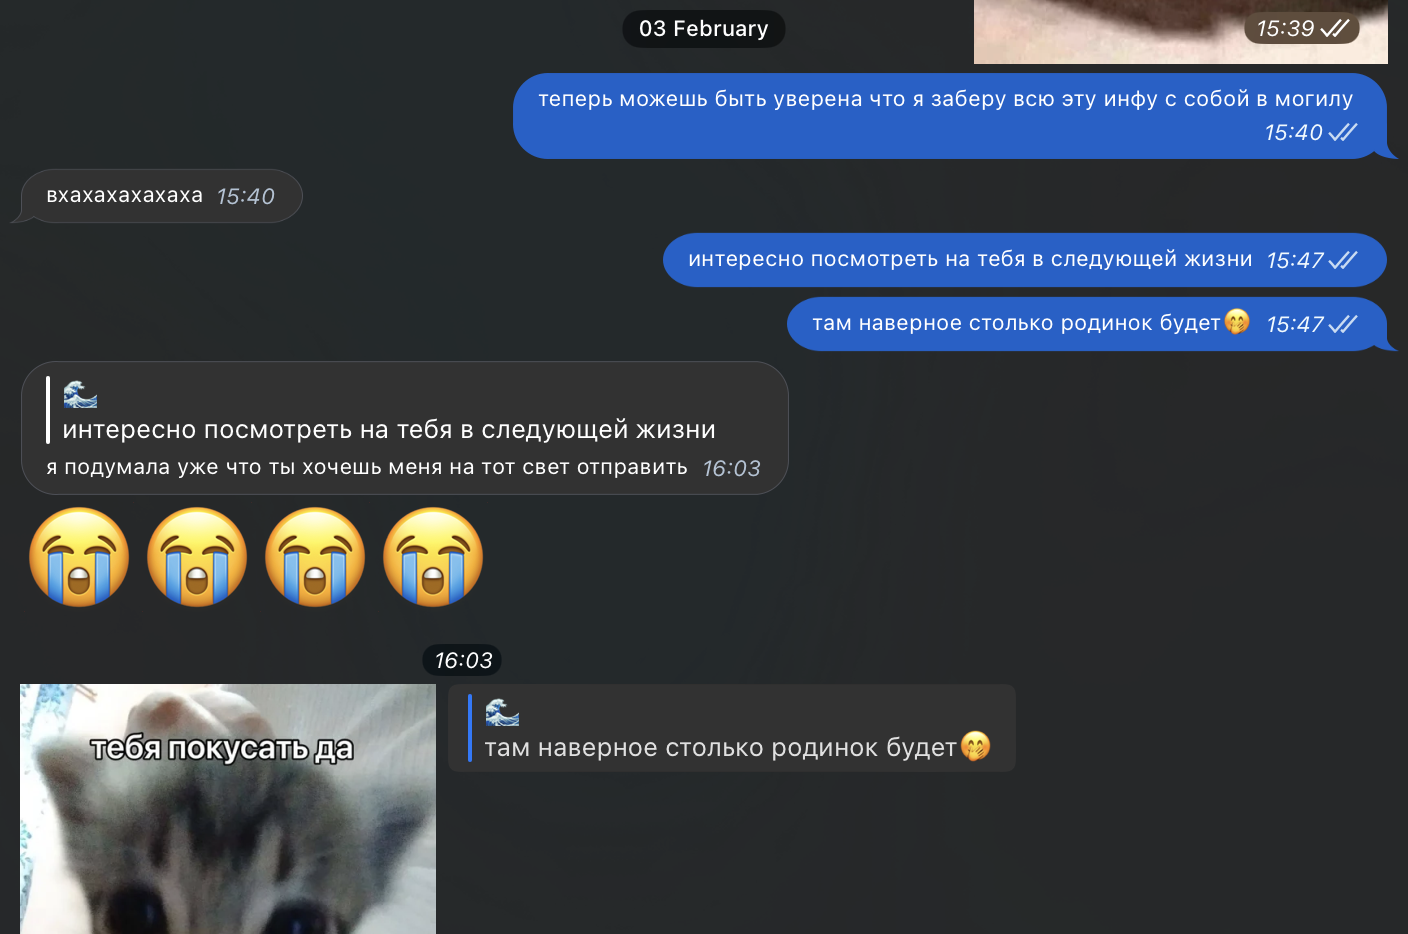 03 February
15:39
теперь можешь быть уверена что я заберу всю эту инфу с собой в могилу
15:40
вхахахахахаха 15:40
интересно посмотреть на тебя в следующей жизни 15:47
там наверное столько родинок будет🤭 15:47
🌊
интересно посмотреть на тебя в следующей жизни
я подумала уже что ты хочешь меня на тот свет отправить 16:03
😭😭😭😭
16:03
🌊
там наверное столько родинок будет🤭
тебя покусать да